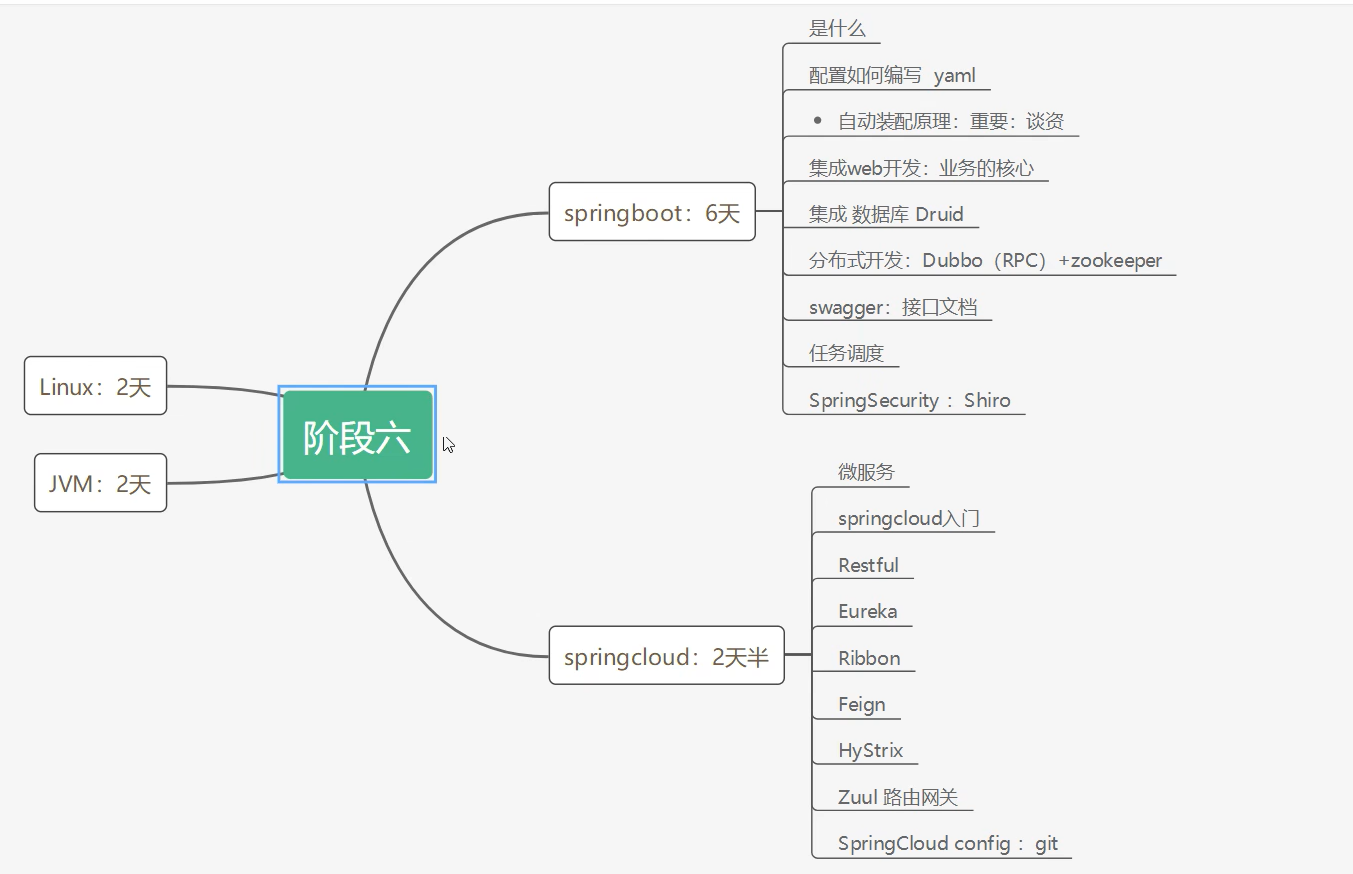 是什么
配置如何编写 yaml
• 自动装配原理：重要：谈资
集成web开发：业务的核心
集成 数据库 Druid
分布式开发：Dubbo（RPC）+zookeeper
swagger：接口文档
任务调度
SpringSecurity ：Shiro
springboot：6天
Linux：2天
阶段六
JVM：2天
微服务
springcloud入门
Restful
Eureka
Ribbon
Feign
HyStrix
Zuul 路由网关
SpringCloud config ：git
springcloud：2天半